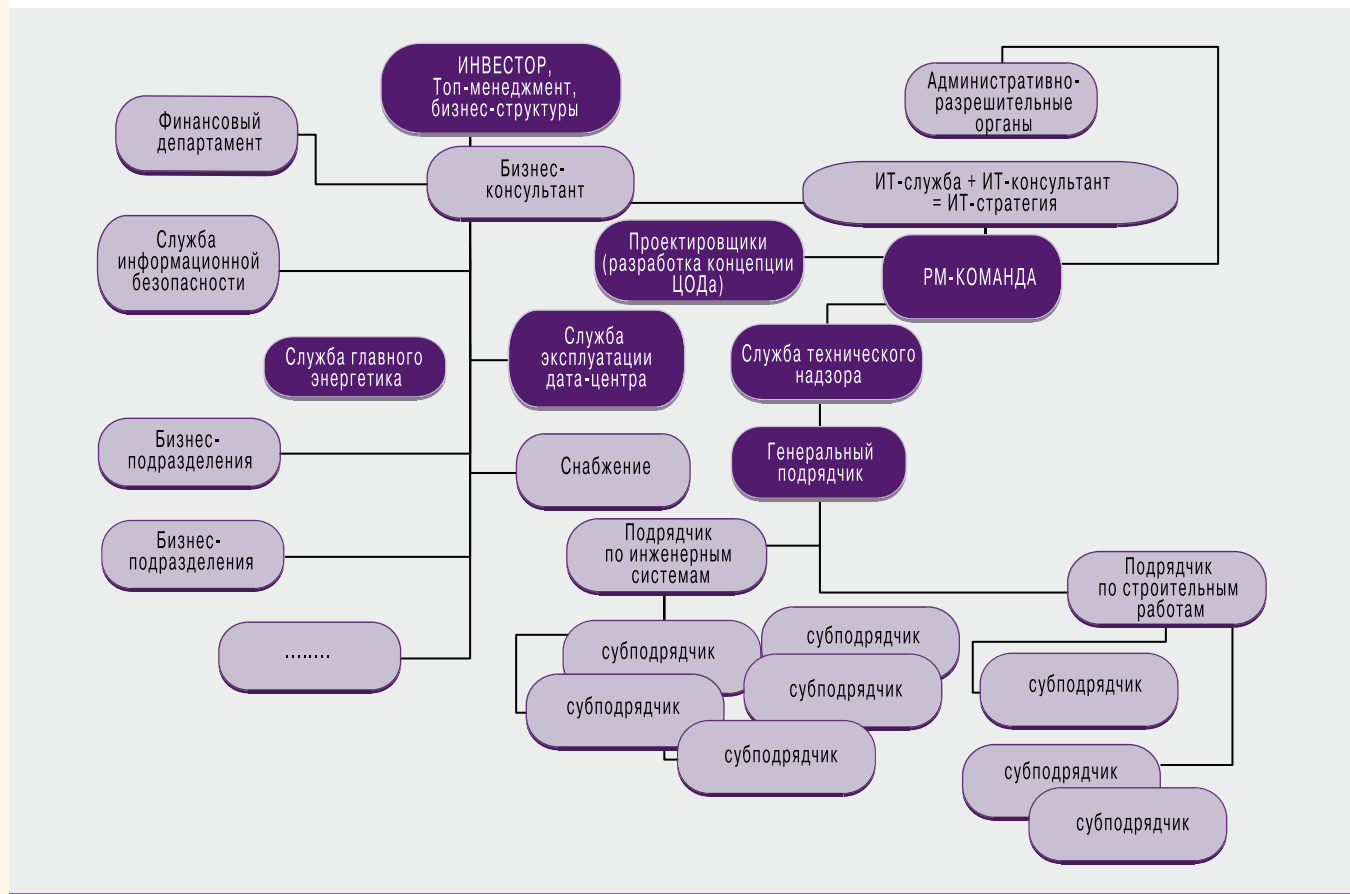 ИНВЕСТОР,
Топ-менеджмент,
бизнес-структуры
Административно-
разрешительные
органы
Финансовый
департамент
Бизнес-
консультант
ИТ-служба + ИТ-консультант
= ИТ-стратегия
Служба
информационной
безопасности
Проектировщики
(разработка концепции
ЦОДа)
РМ-КОМАНДА
Служба главного
энергетика
Служба
эксплуатации
дата-центра
Служба технического
надзора
Бизнес-
подразделения
Снабжение
Генеральный
подрядчик
Бизнес-
подразделения
Подрядчик
по инженерным
системам
Подрядчик
по строительным
работам
........
субподрядчик
субподрядчик
субподрядчик
субподрядчик
субподрядчик
субподрядчик
субподрядчик
субподрядчик